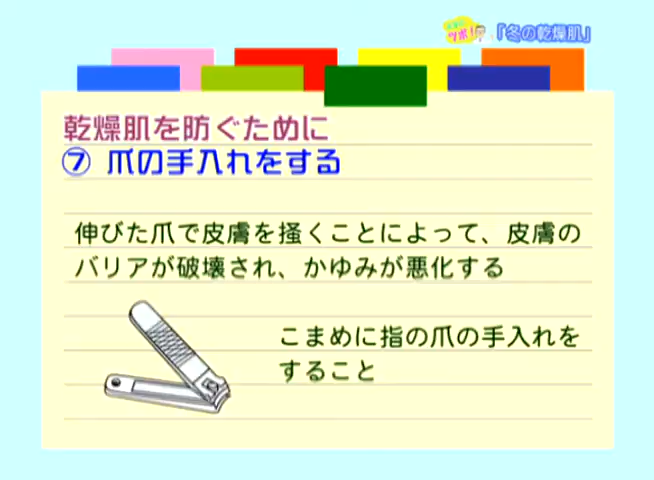 ツボ!
「冬の乾燥肌」
乾燥肌を防ぐために
⑦ 爪の手入れをする
伸びた爪で皮膚を掻くことによって、皮膚の
バリアが破壊され、かゆみが悪化する
こまめに指の爪の手入れを
すること